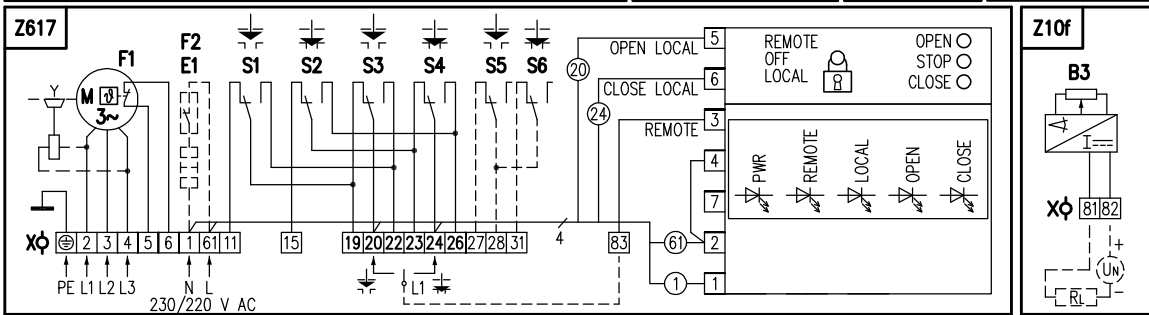 Z617
F1
F2
E1
S1 S2 S3 S4 S5 S6
Y
M ϑ
3~
OPEN LOCAL
5
20
CLOSE LOCAL
6
24
REMOTE
3
4
7
2
1
61
1
4
REMOTE
OFF
LOCAL
OPEN
STOP
CLOSE
PWR
REMOTE
LOCAL
OPEN
CLOSE
X 2 3 4 5 6 1 61 11 15 19 20 22 23 24 26 27 28 31 83
PE L1 L2 L3 N L L1
230/220 V AC
Z10f
B3
I
X 81 82
+
UN
RL
−